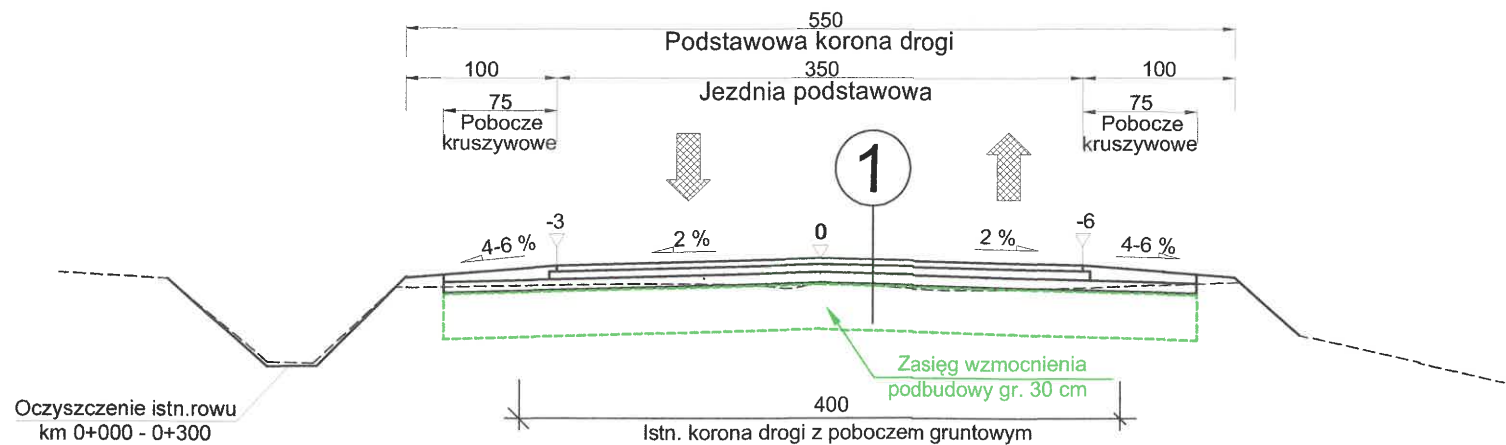 550
Podstawowa korona drogi
100
350
100
Jezdnia podstawowa
75
Pobocze
kruszywowe
75
Pobocze
kruszywowe
1
-3
0
-6
4-6 %
2 %
2 %
4-6 %
Zasięg wzmocnienia
podbudowy gr. 30 cm
Oczyszczenie istn.rowu
km 0+000 - 0+300
400
Istn. korona drogi z poboczem gruntowym